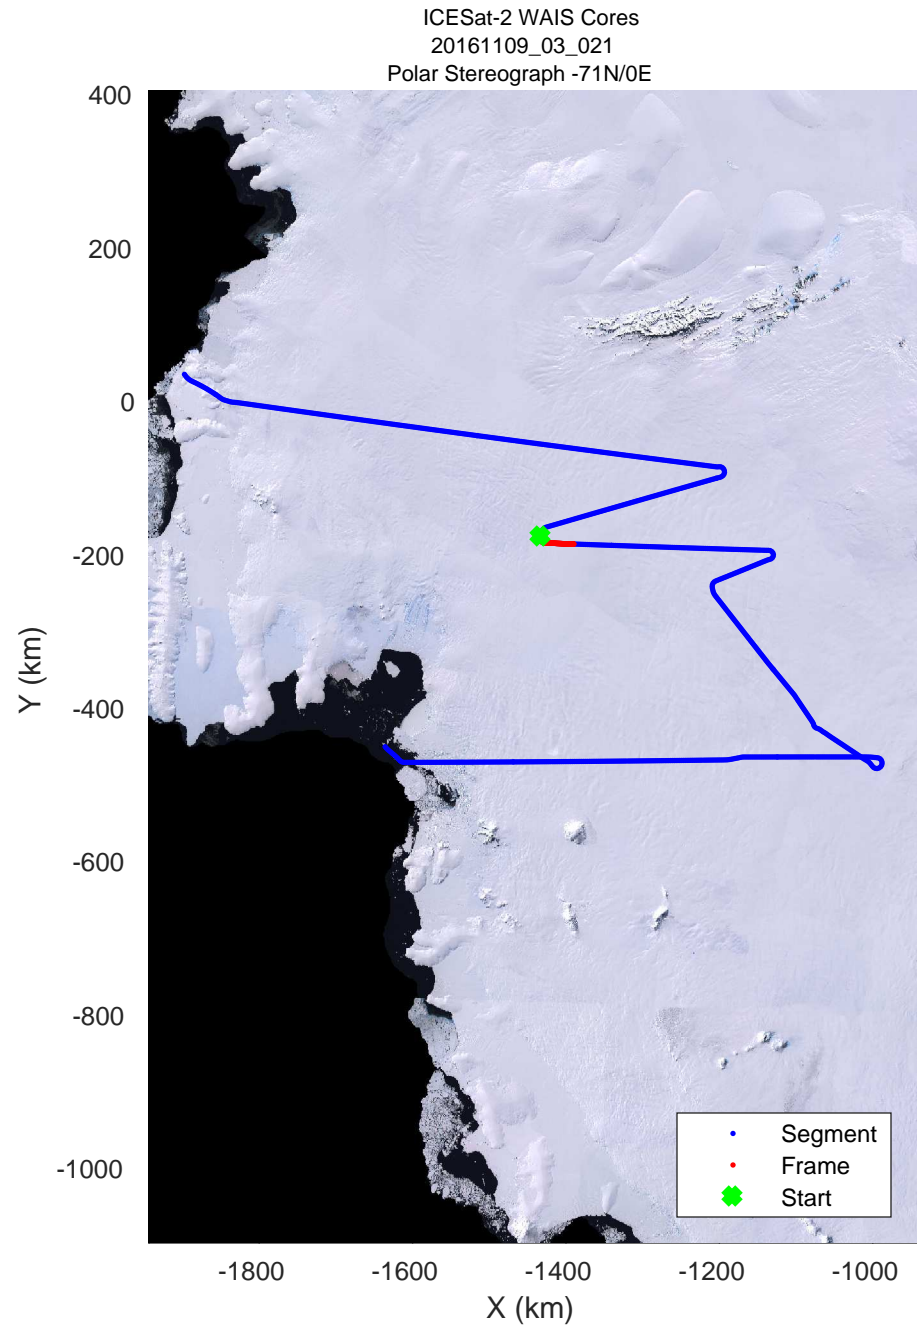 ICESat-2 WAIS Cores
20161109_03_021
Polar Stereograph -71N/0E
400
200
0
-200
-400
-600
-800
-1000
Y (km)
Segment
Frame
Start
-1800
-1600
-1400
-1200
-1000
X (km)